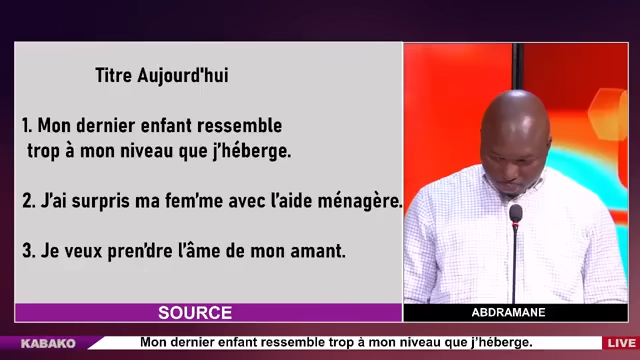 Titre Aujourd'hui
1. Mon dernier enfant ressemble
trop à mon niveau que j’héberge.
2. J’ai surpris ma fem’me avec l’aide ménagère.
3. Je veux pren’dre l’âme de mon amant.
SOURCE
ABDRAMANE
KABAKO
Mon dernier enfant ressemble trop à mon niveau que j’héberge.
LIVE